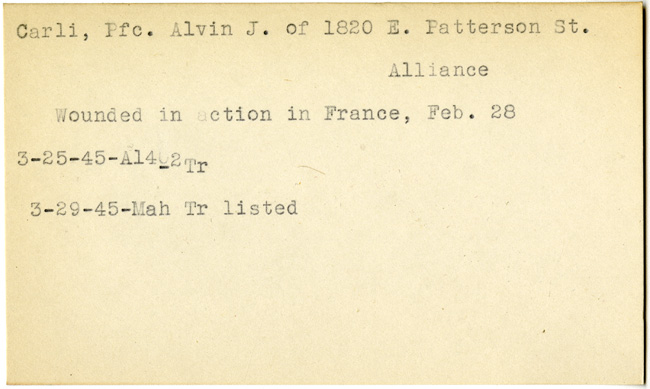 Carli, Pfc. Alvin J. of 1820 E. Patterson St.
Alliance
Wounded in action in France, Feb. 28
3-25-45-Al4 2 Tr
3-29-45-Mah Tr listed